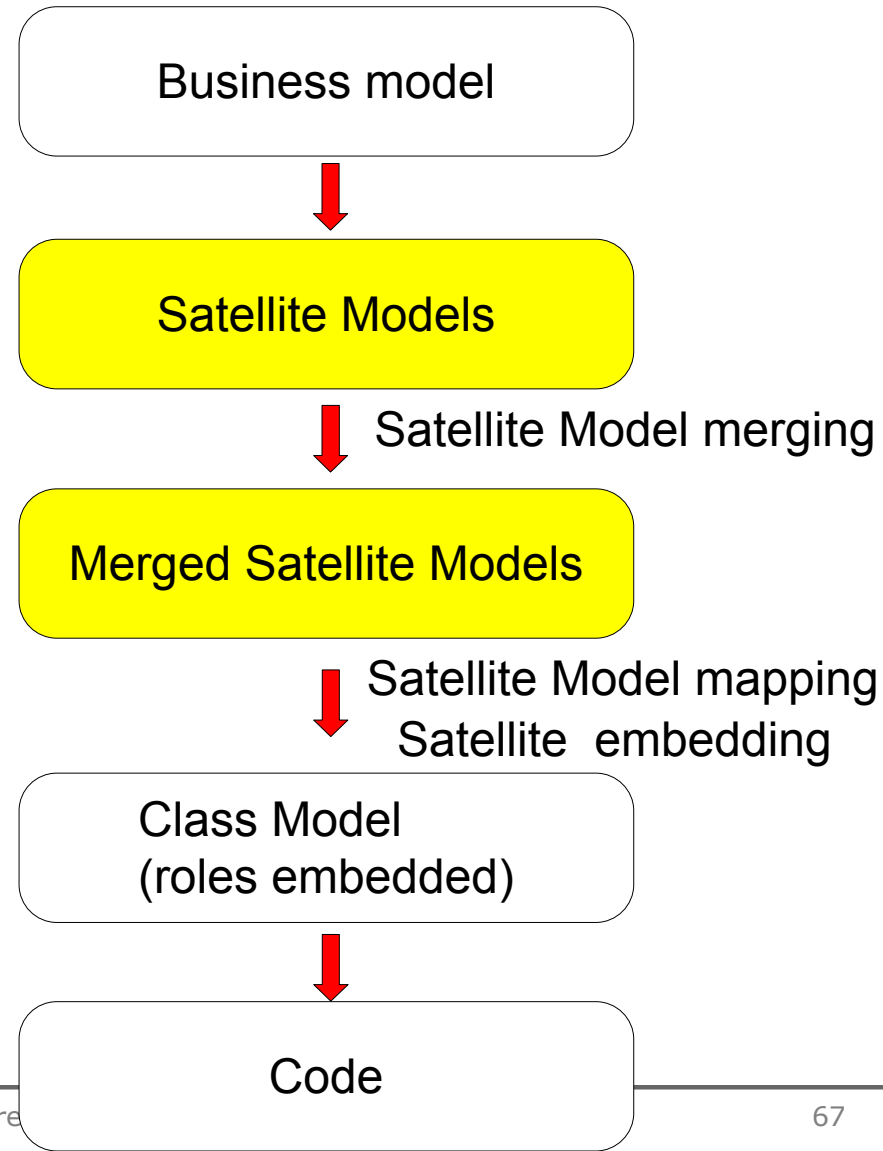 Business model
Satellite Models
Satellite Model merging
Merged Satellite Models
Satellite Model mapping
Satellite embedding
Class Model
(roles embedded)
Code
67